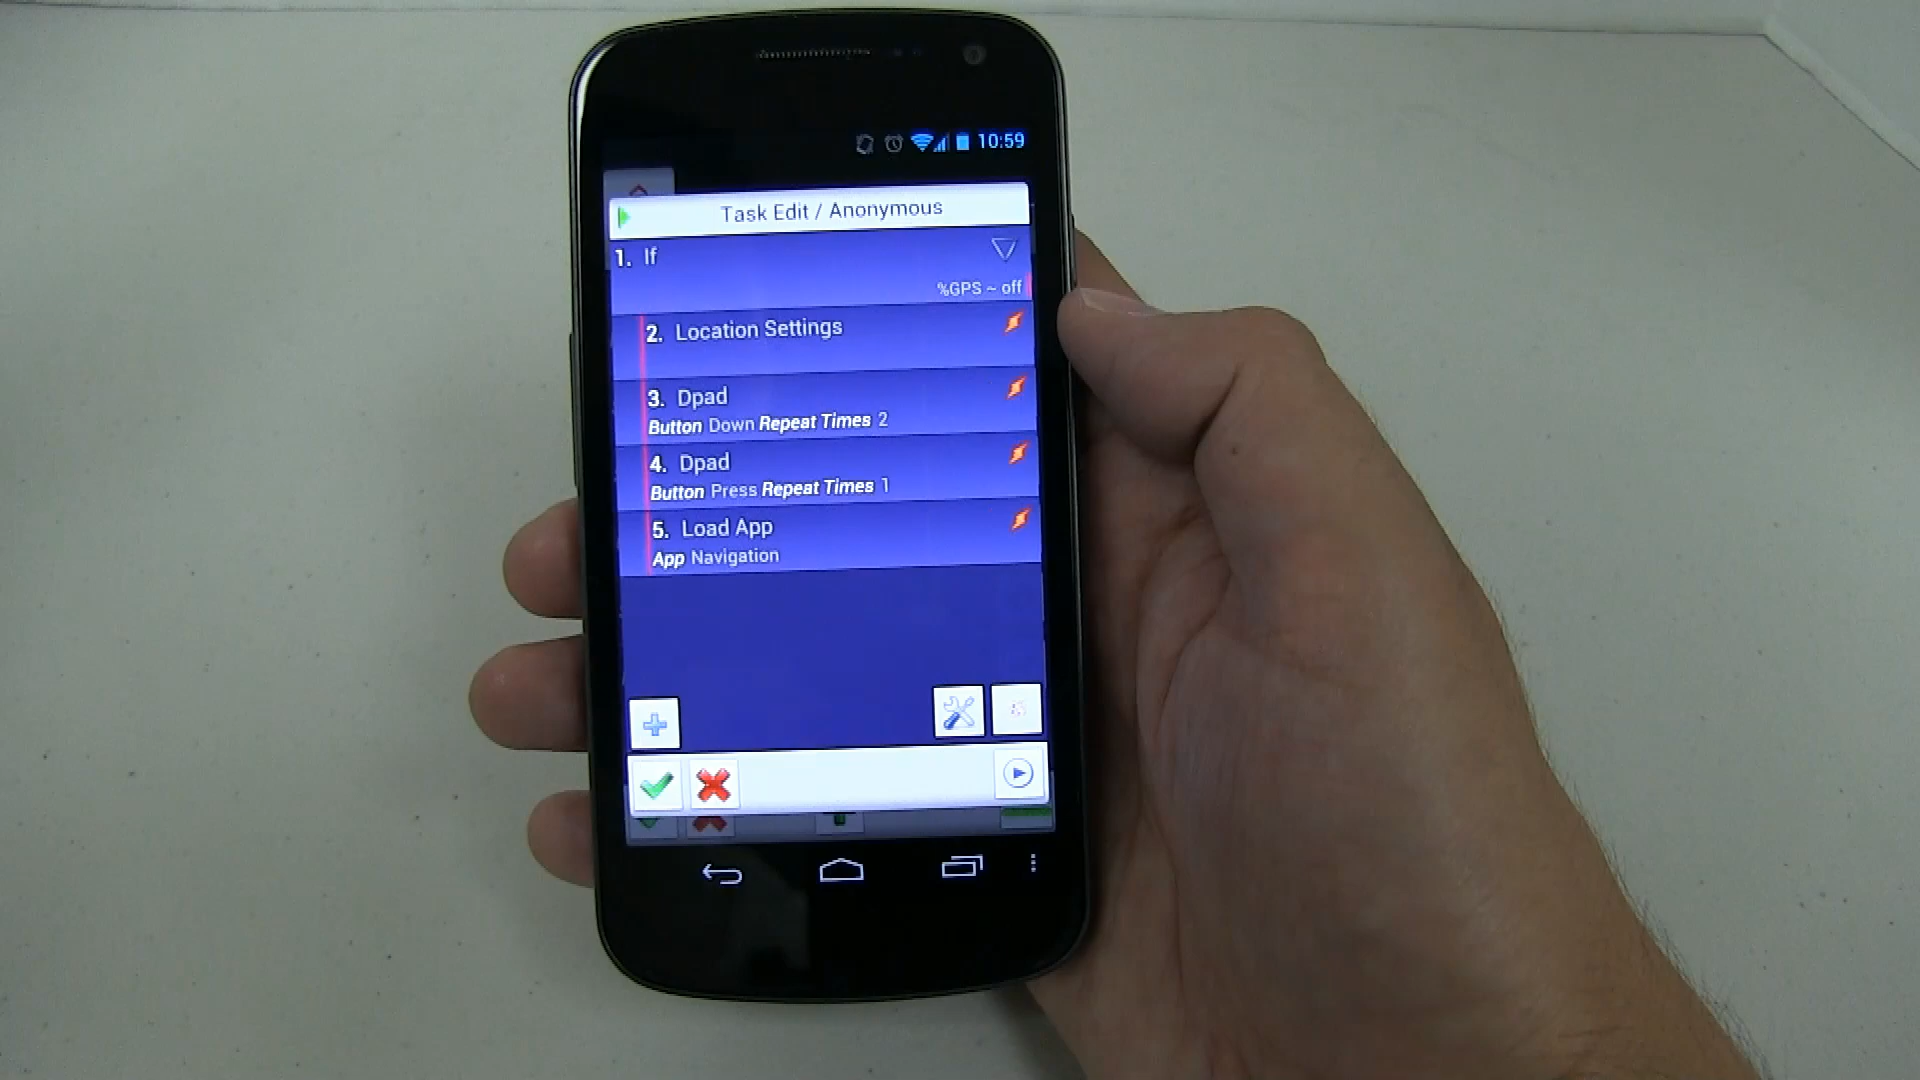 10:59
Task Edit / Anonymous
1. If
%GPS ~ off
2. Location Settings
3. Dpad
Button Down Repeat Times 2
4. Dpad
Button Press Repeat Times 1
5. Load App
App Navigation